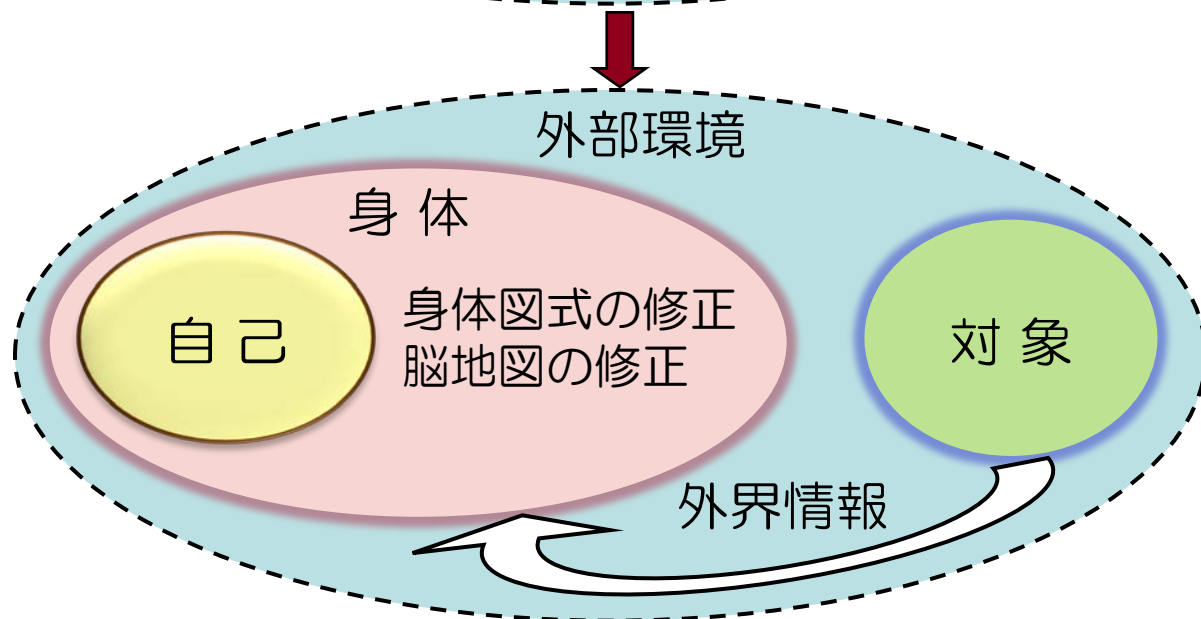 外部環境
身 体
身体図式の修正
脳地図の修正
自 己
対 象
外界情報